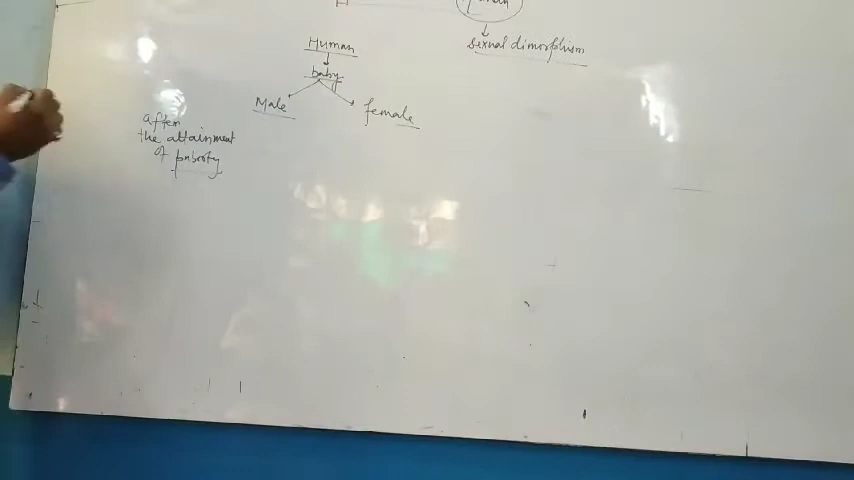 Human
sexual dimorphism
baby
Male
female
after
the attainment
of puberty